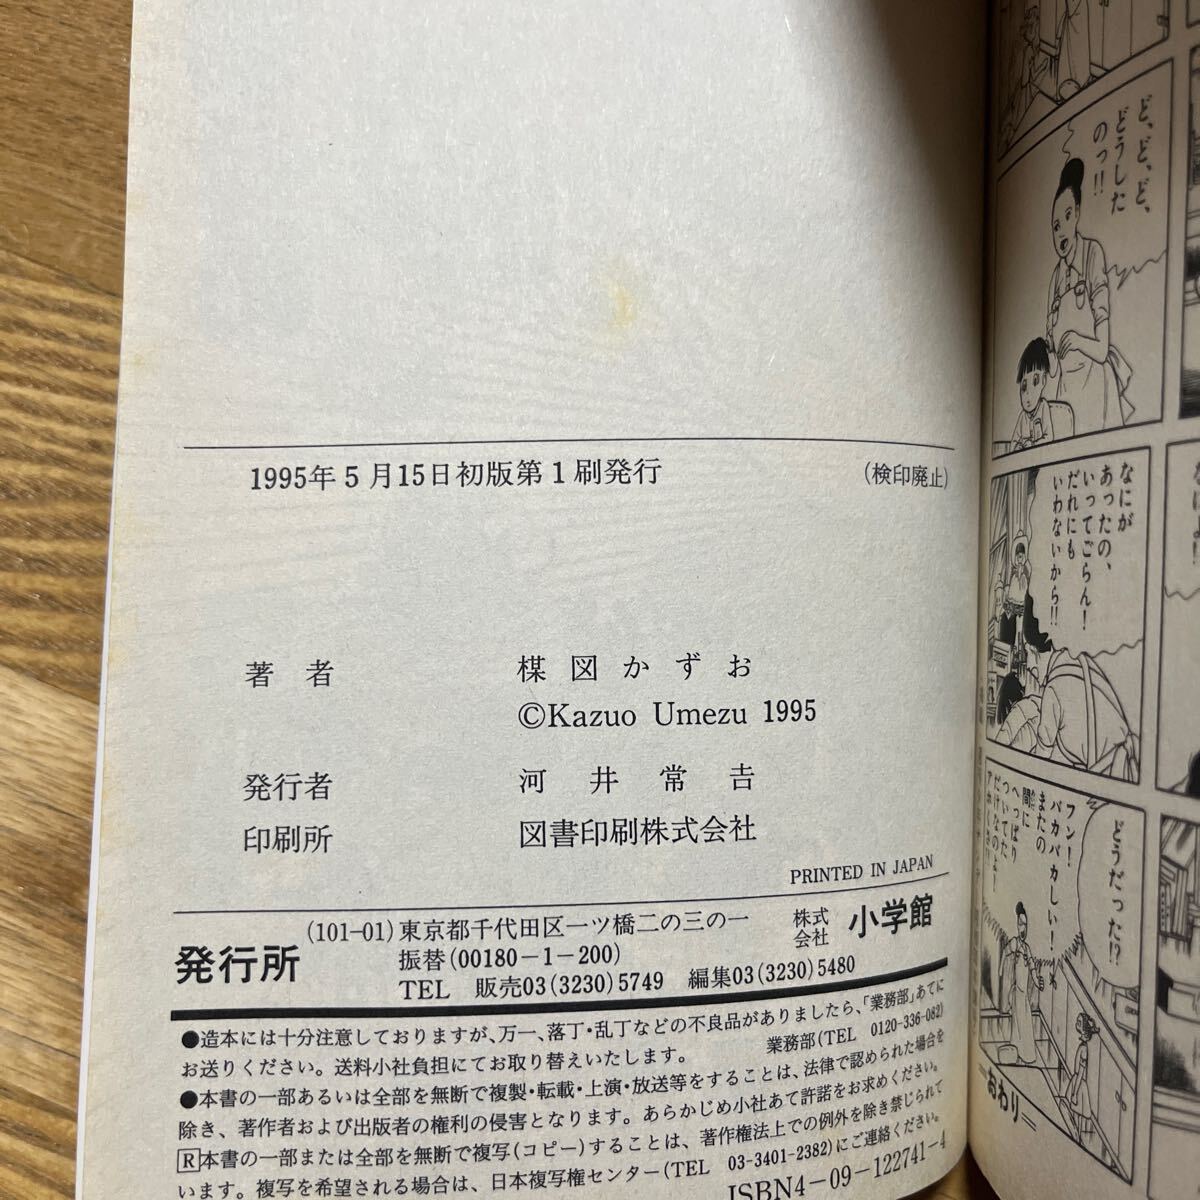 1995年5月15日初版第1刷発行
(検印廃止)
著者 楳図かずお
©Kazuo Umezu 1995
発行者 河井常吉
印刷所 図書印刷株式会社
PRINTED IN JAPAN
発行所
(101-01)東京都千代田区一ツ橋二の三の一
振替(00180-1-200)
TEL 販売03(3230)5749 編集03(3230)5480
株式会社 小学館
●造本には十分注意しておりますが、万一、落丁・乱丁などの不良品がありましたら、「業務部」あてに
お送りください。送料小社負担にてお取り替えいたします。 業務部(TEL 0120-336-082)
●本書の一部あるいは全部を無断で複製・転載・上演・放送等をすることは、法律で認められた場合を
除き、著作者および出版者の権利の侵害となります。あらかじめ小社あて許諾をお求めください。
R本書の一部または全部を無断で複写(コピー)することは、著作権法上での例外を除き禁じられて
います。複写を希望される場合は、日本複写権センター(TEL 03-3401-2382)にご連絡ください。
ISBN4-09-122741-4
ど、ど、ど、
どうした
のっ!!
なにが
あったの、
いってごらん!
だれにも
いわないから!!
どうだった!?
フン!
バカバカしい!
またの
間に
へっぱり
ついてた
だけなのよ!
=おわり=